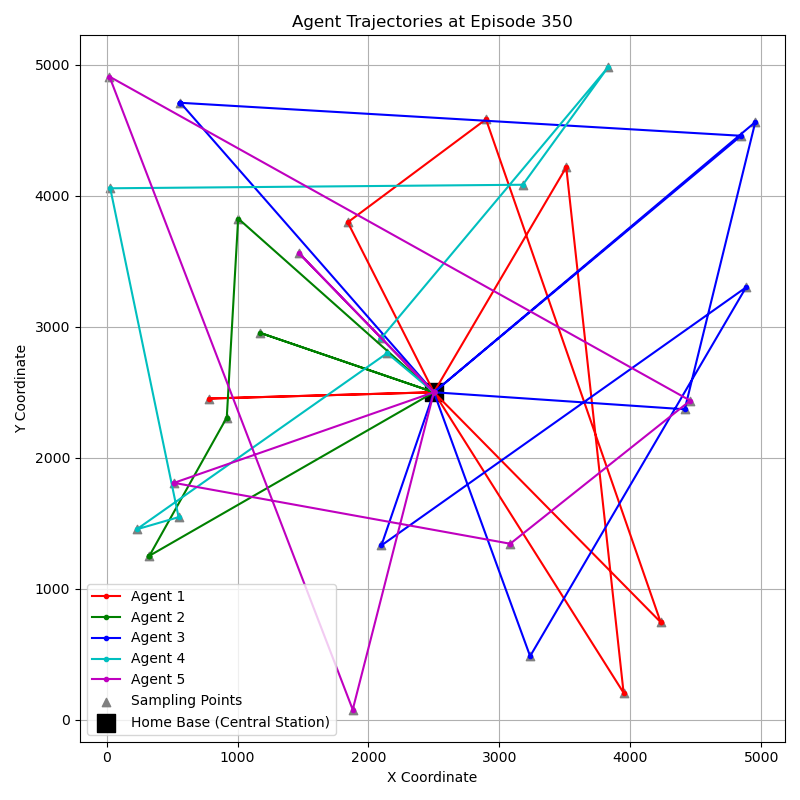 Agent Trajectories at Episode 350
Y Coordinate
5000
4000
3000
2000
1000
0
Agent 1
Agent 2
Agent 3
Agent 4
Agent 5
Sampling Points
Home Base (Central Station)
0 1000 2000 3000 4000 5000
X Coordinate